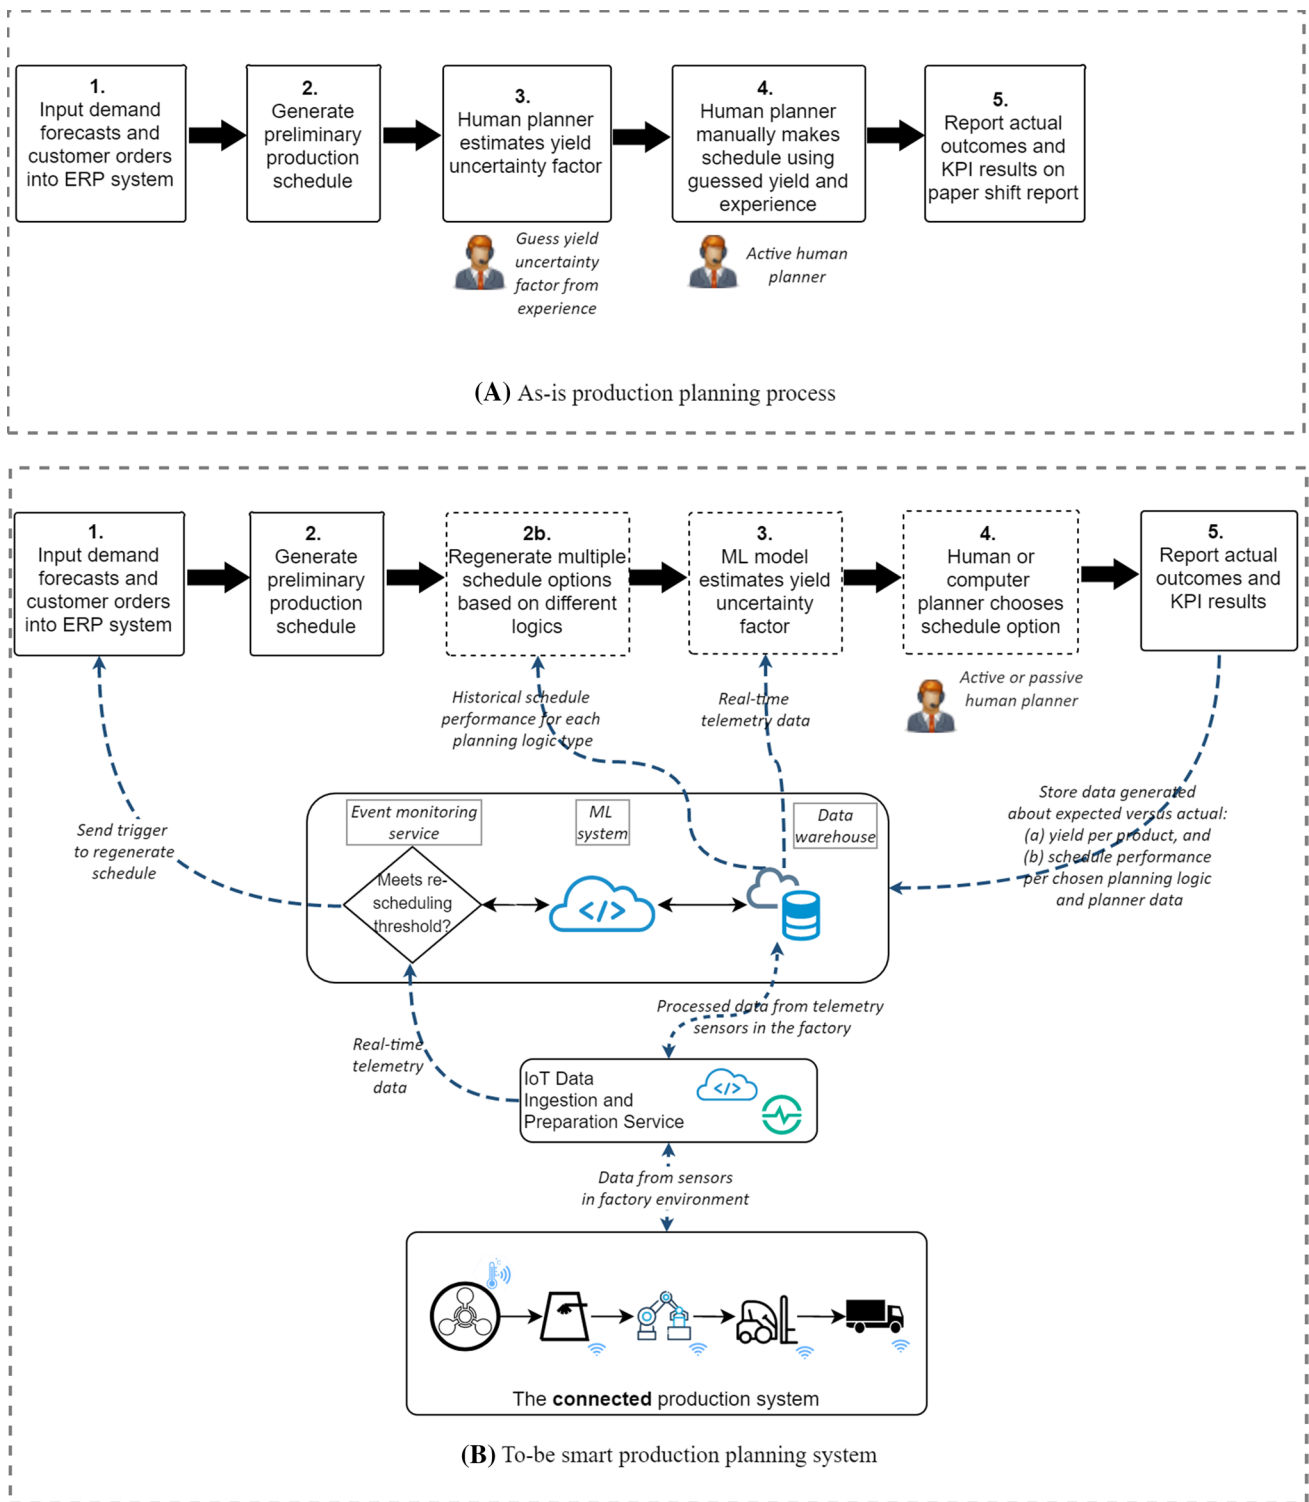 1.
Input demand
forecasts and
customer orders
into ERP system
2.
Generate
preliminary
production
schedule
3.
Human planner
estimates yield
uncertainty factor
4.
Human planner
manually makes
schedule using
guessed yield and
experience
5.
Report actual
outcomes and
KPI results on
paper shift report
Guess yield
uncertainty
factor from
experience
Active human
planner
(A) As-is production planning process
1.
Input demand
forecasts and
customer orders
into ERP system
2.
Generate
preliminary
production
schedule
2b.
Regenerate multiple
schedule options
based on different
logics
3.
ML model
estimates yield
uncertainty
factor
4.
Human or
computer
planner chooses
schedule option
5.
Report actual
outcomes and
KPI results
Historical schedule
performance for each
planning logic type
Real-time
telemetry data
Active or passive
human planner
Store data generated
about expected versus actual:
(a) yield per product, and
(b) schedule performance
per chosen planning logic
and planner data
Send trigger
to regenerate
schedule
Event monitoring
service
ML
system
Data
warehouse
Meets re-
scheduling
threshold?
Processed data from telemetry
sensors in the factory
Real-time
telemetry
data
IoT Data
Ingestion and
Preparation Service
Data from sensors
in factory environment
The connected production system
(B) To-be smart production planning system